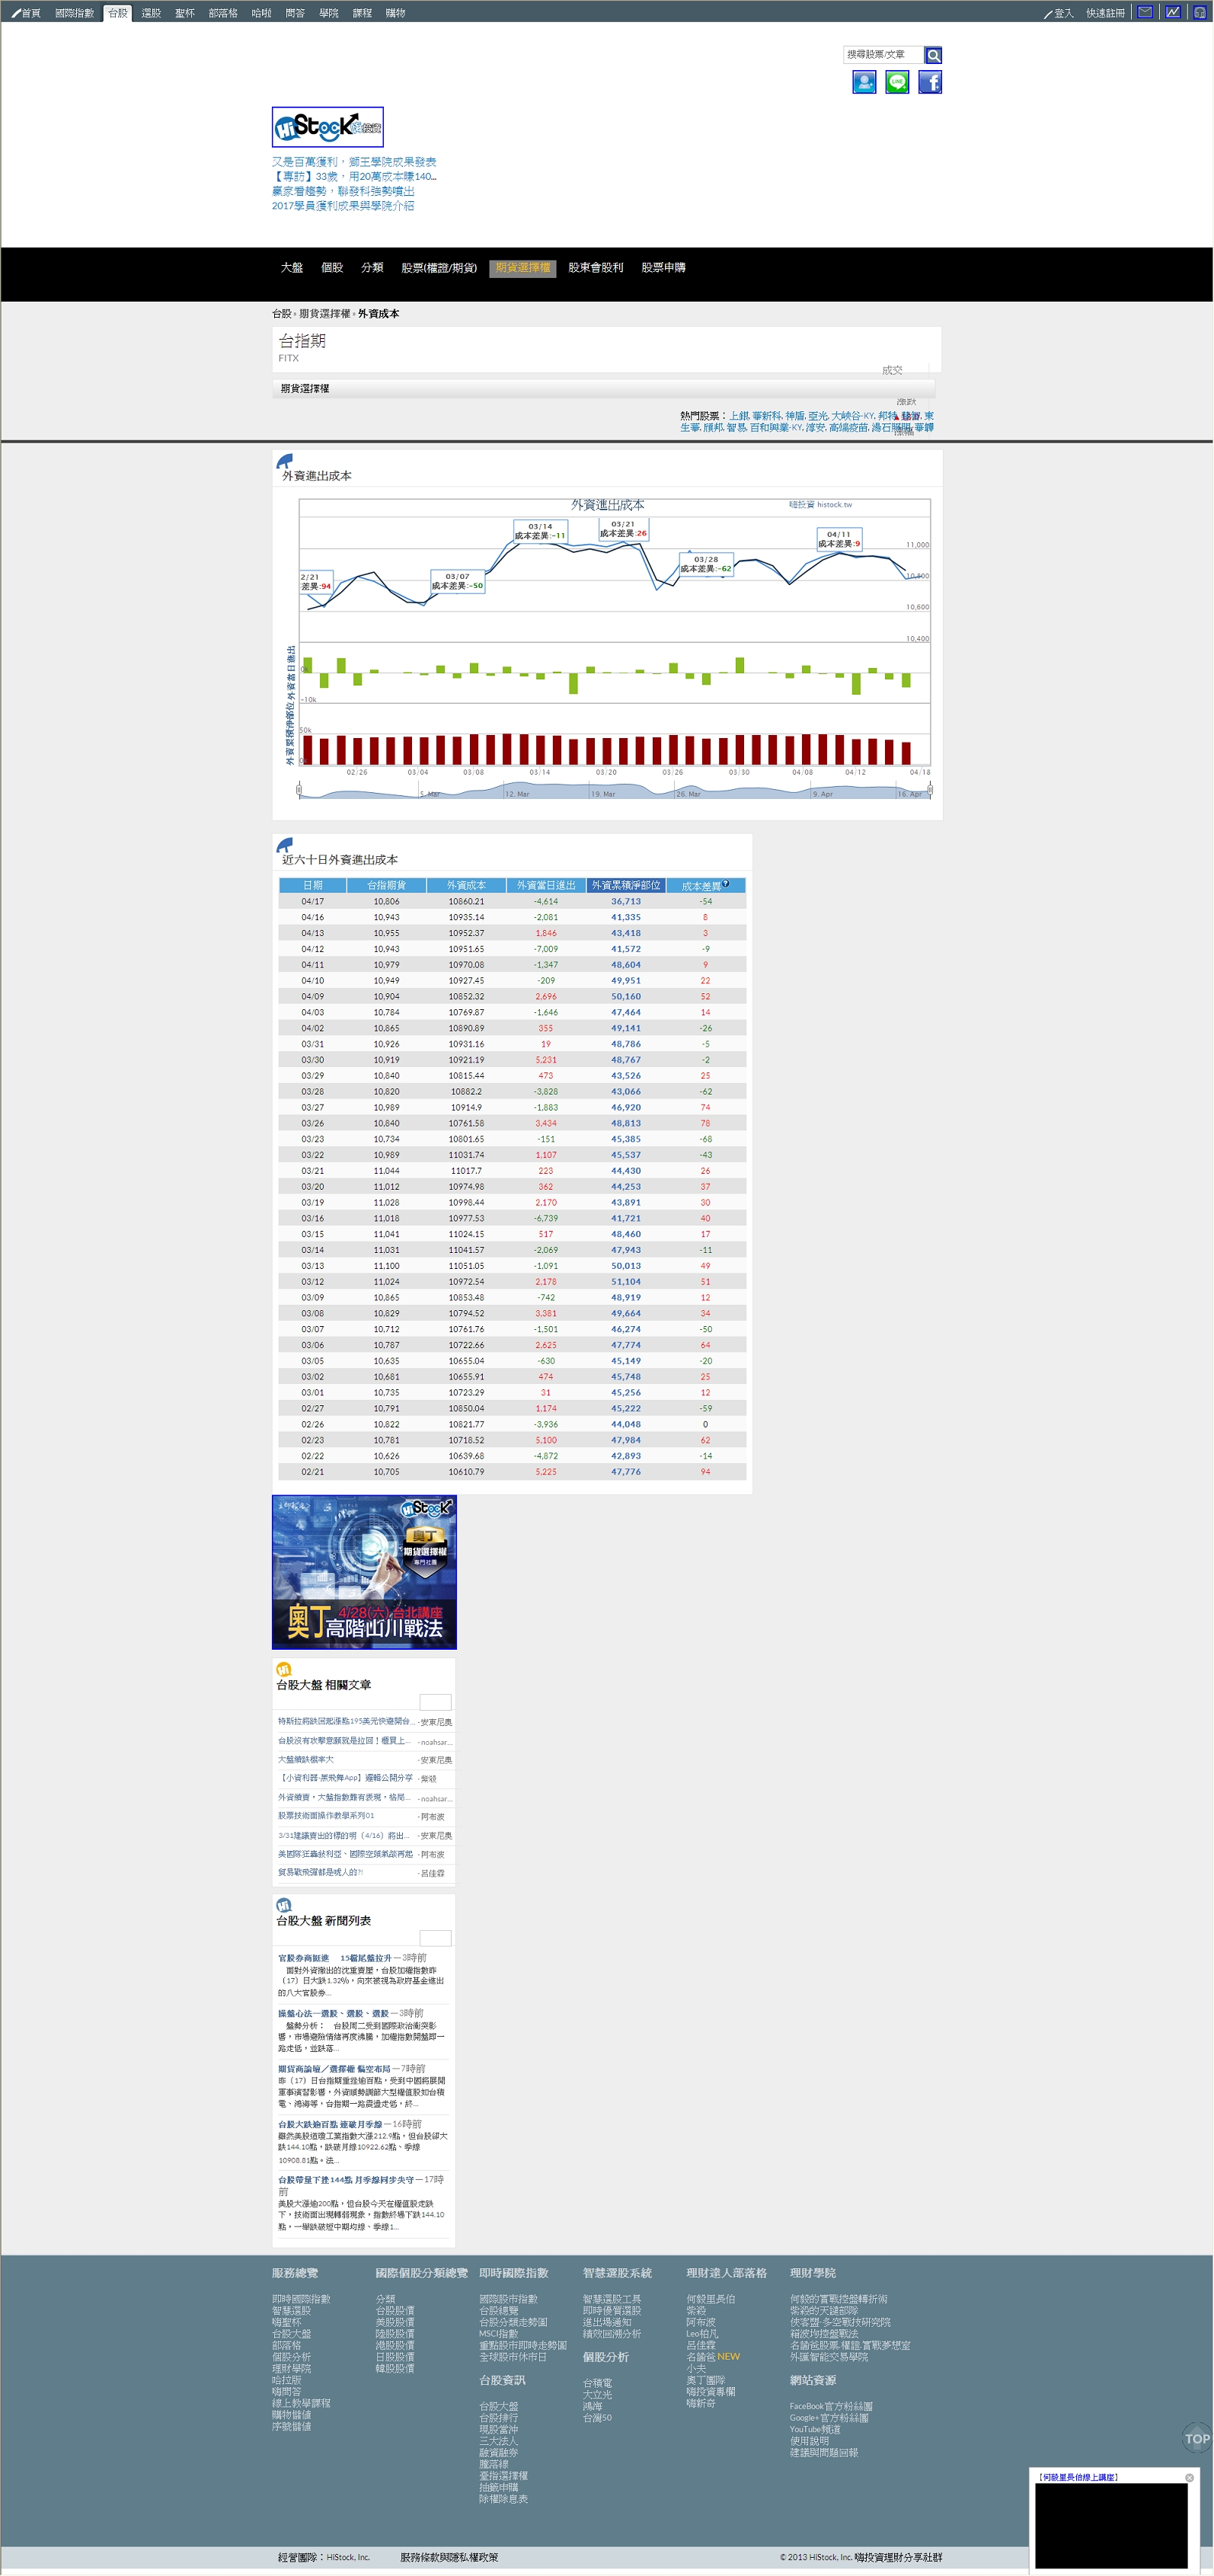 首頁 國際指數 台股 選股 聖杯 部落格 哈啦 問答 學院 課程 購物 登入 快速註冊
搜尋股票/文章
HiStock 嗨投資
又是百萬獲利，獅王學院成果發表
【專訪】33歲，用20萬成本賺140...
贏家看趨勢，聯發科強勢噴出
2017學員獲利成果與學院介紹
大盤 個股 分類 股票(權證/期貨) 期貨選擇權 股東會股利 股票申購
台股 » 期貨選擇權 » 外資成本
台指期
FITX
成交
期貨選擇權
漲跌
熱門股票：上銀, 華新科, 神盾, 亞光, 大峽谷-KY, 邦特, 東
生華, 頎邦, 智易, 百和興業-KY, 淳安, 高端疫苗, 華韡
外資進出成本
外資進出成本 嗨投資 histock.tw
2/21 差異:94
03/07 成本差異:-50
03/14 成本差異:-11
03/21 成本差異:26
03/28 成本差異:-62
04/11 成本差異:9
11,000
10,800
10,600
10,400
外資當日進出
0k
-10k
外資累積淨部位
50k
02/26 03/04 03/08 03/14 03/20 03/26 03/30 04/08 04/12 04/18
5. Mar 12. Mar 19. Mar 26. Mar 9. Apr 16. Apr
近六十日外資進出成本
日期 台指期貨 外資成本 外資當日進出 外資累積淨部位 成本差異
04/17 10,806 10860.21 -4,614 36,713 -54
04/16 10,943 10935.14 -2,081 41,335 8
04/13 10,955 10952.37 1,846 43,418 3
04/12 10,943 10951.65 -7,009 41,572 -9
04/11 10,979 10970.08 -1,347 48,604 9
04/10 10,949 10927.45 -209 49,951 22
04/09 10,904 10852.32 2,696 50,160 52
04/03 10,784 10769.87 -1,646 47,464 14
04/02 10,865 10890.89 355 49,141 -26
03/31 10,926 10931.16 19 48,786 -5
03/30 10,919 10921.19 5,231 48,767 -2
03/29 10,840 10815.44 473 43,526 25
03/28 10,820 10882.2 -3,828 43,066 -62
03/27 10,989 10914.9 -1,883 46,920 74
03/26 10,840 10761.58 3,434 48,813 78
03/23 10,734 10801.65 -151 45,385 -68
03/22 10,989 11031.74 1,107 45,537 -43
03/21 11,044 11017.7 223 44,430 26
03/20 11,012 10974.98 362 44,253 37
03/19 11,028 10998.44 2,170 43,891 30
03/16 11,018 10977.53 -6,739 41,721 40
03/15 11,041 11024.15 517 48,460 17
03/14 11,031 11041.57 -2,069 47,943 -11
03/13 11,100 11051.05 -1,091 50,013 49
03/12 11,024 10972.54 2,178 51,104 51
03/09 10,865 10853.48 -742 48,919 12
03/08 10,829 10794.52 3,381 49,664 34
03/07 10,712 10761.76 -1,501 46,274 -50
03/06 10,787 10722.66 2,625 47,774 64
03/05 10,635 10655.04 -630 45,149 -20
03/02 10,681 10655.91 474 45,748 25
03/01 10,735 10723.29 31 45,256 12
02/27 10,791 10850.04 1,174 45,222 -59
02/26 10,822 10821.77 -3,936 44,048 0
02/23 10,781 10718.52 5,100 47,984 62
02/22 10,626 10639.68 -4,872 42,893 -14
02/21 10,705 10610.79 5,225 47,776 94
HiStock
奧丁
期貨選擇權
專門社團
4/28(六)台北講座
奧丁高階山川戰法
台股大盤 相關文章
特斯拉將跌回起漲點195美元快避開台... - 安東尼奧
台股沒有攻擊意願就是拉回！櫃買上... - noahsar...
大盤續跌機率大 - 安東尼奧
【小資利器-黑飛舞App】邏輯公開分享 - 紫殺
外資續賣，大盤指數難有表現，格局... - noahsar...
股票技術面操作教學系列01 - 阿布波
3/31建議賣出的標的明（4/16）將出... - 安東尼奧
美國隊狂轟敘利亞、國際空頭氣燄再起 - 阿布波
貿易戰飛彈都是唬人的?! - 呂佳霖
台股大盤 新聞列表
官股券商挺進 15檔尾盤拉升 －3時前
面對外資撤出的沈重賣壓，台股加權指數昨
（17）日大跌1.32%，向來被視為政府基金進出
的八大官股券...
操盤心法－選股、選股、選股 －3時前
盤勢分析： 台股周二受到國際政治衝突影
響，市場避險情緒再度沸騰，加權指數開盤即一
路走低，並跌落...
期貨商論壇／選擇權 偏空布局 －7時前
昨（17）日台指期重挫逾百點，受到中國將展開
軍事演習影響，外資順勢調節大型權值股如台積
電、鴻海等，台指期一路震盪走低，終...
台股大跌逾百點 連破月季線 －16時前
雖然美股道瓊工業指數大漲212.9點，但台股卻大
跌144.10點，跌破月線10922.62點、季線
10908.81點。法...
台股帶量下挫144點 月季線同步失守 －17時
前
美股大漲逾200點，但台股今天在權值股走跌
下，技術面出現轉弱現象，指數終場下跌144.10
點，一舉跌破短中期均線、季線1...
服務總覽
即時國際指數
智慧選股
嗨聖杯
台股大盤
部落格
個股分析
理財學院
哈拉版
嗨問答
線上教學課程
購物儲值
序號儲值
國際個股分類總覽
分類
台股股價
美股股價
陸股股價
港股股價
日股股價
韓股股價
即時國際指數
國際股市指數
台股總覽
台股分類走勢圖
MSCI指數
重點股市即時走勢圖
全球股市休市日
台股資訊
台股大盤
台股排行
現股當沖
三大法人
融資融券
騰落線
臺指選擇權
抽籤申購
除權除息表
智慧選股系統
智慧選股工具
即時優質選股
進出場通知
績效回溯分析
個股分析
台積電
大立光
鴻海
台灣50
理財達人部落格
何毅里長伯
紫殺
阿布波
Leo柏凡
呂佳霖
名諭爸 NEW
小夫
奧丁團隊
嗨投資專欄
嗨新奇
理財學院
何毅的實戰控盤轉折術
紫殺的天羅部隊
俠客盟-多空戰技研究院
箱波均控盤戰法
名諭爸股票.權證.實戰夢想室
外匯智能交易學院
網站資源
FaceBook官方粉絲團
Google+官方粉絲團
YouTube頻道
使用說明
建議與問題回報
TOP
【何毅里長伯線上講座】
經營團隊：HiStock, Inc. 服務條款與隱私權政策 © 2013 HiStock, Inc. 嗨投資理財分享社群